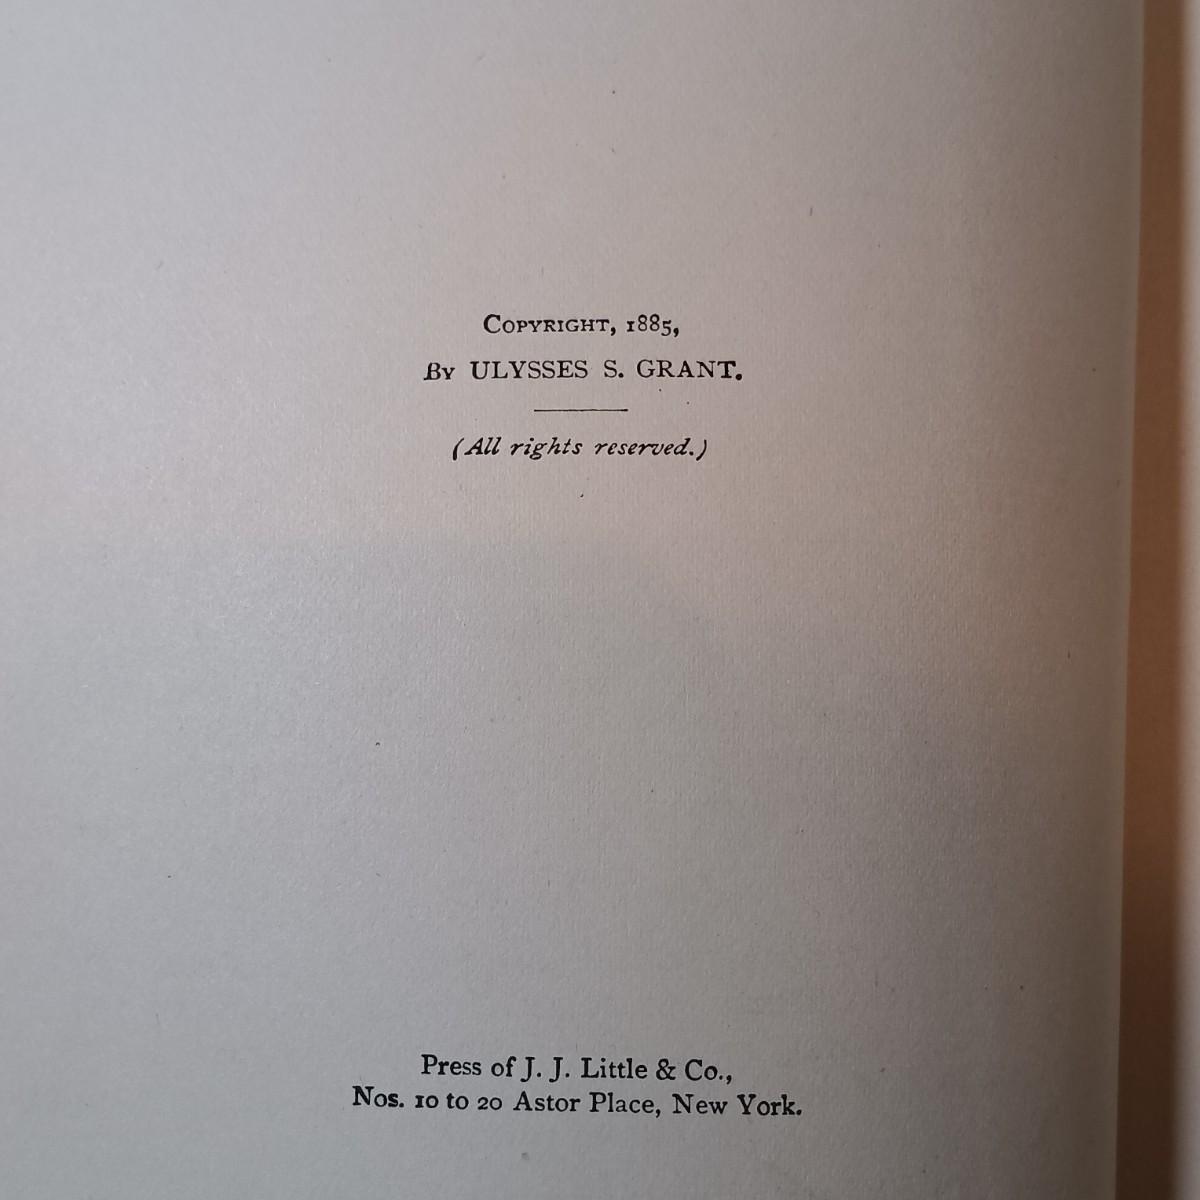 Copyright, 1885,
By ULYSSES S. GRANT.
(All rights reserved.)
Press of J. J. Little & Co.,
Nos. 10 to 20 Astor Place, New York.